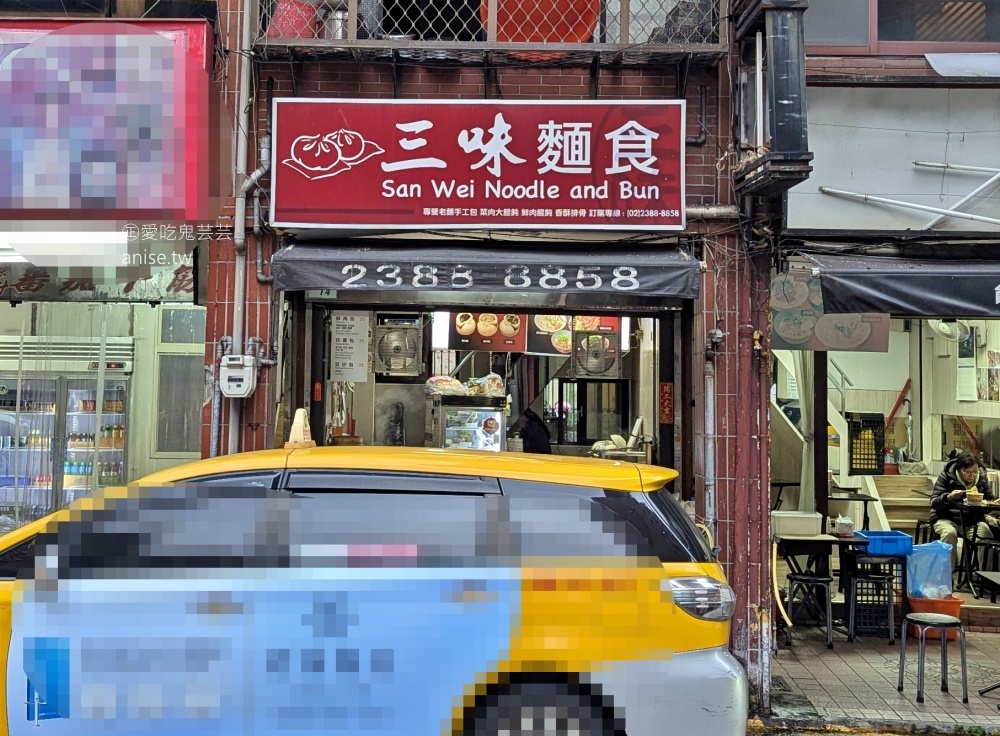 三味麵食
San Wei Noodle and Bun
專營老麵手工包 菜肉大餛飩 鮮肉餛飩 香酥排骨 訂購專線：(02)2388-8858
2388 8858
㊣愛吃鬼芸芸
anise.tw
74